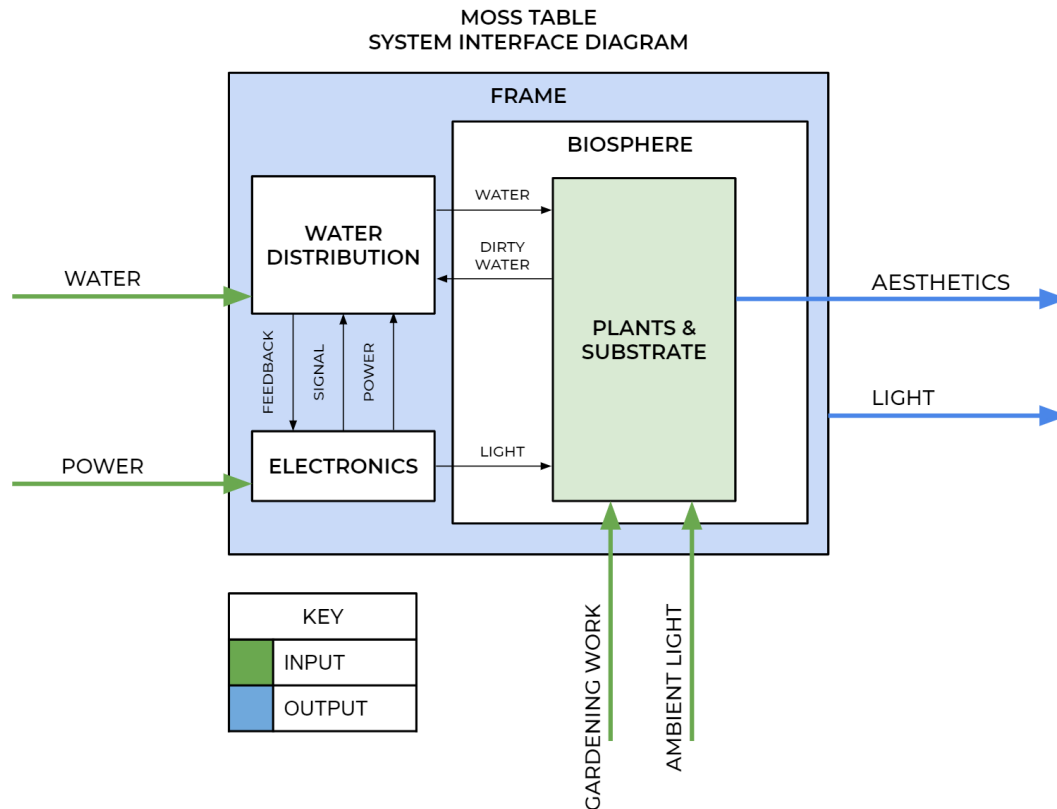 MOSS TABLE
SYSTEM INTERFACE DIAGRAM
FRAME
BIOSPHERE
WATER
DISTRIBUTION
WATER
DIRTY
WATER
PLANTS &
SUBSTRATE
WATER
AESTHETICS
FEEDBACK
SIGNAL
POWER
LIGHT
POWER
ELECTRONICS
LIGHT
GARDENING WORK
AMBIENT LIGHT
KEY
INPUT
OUTPUT